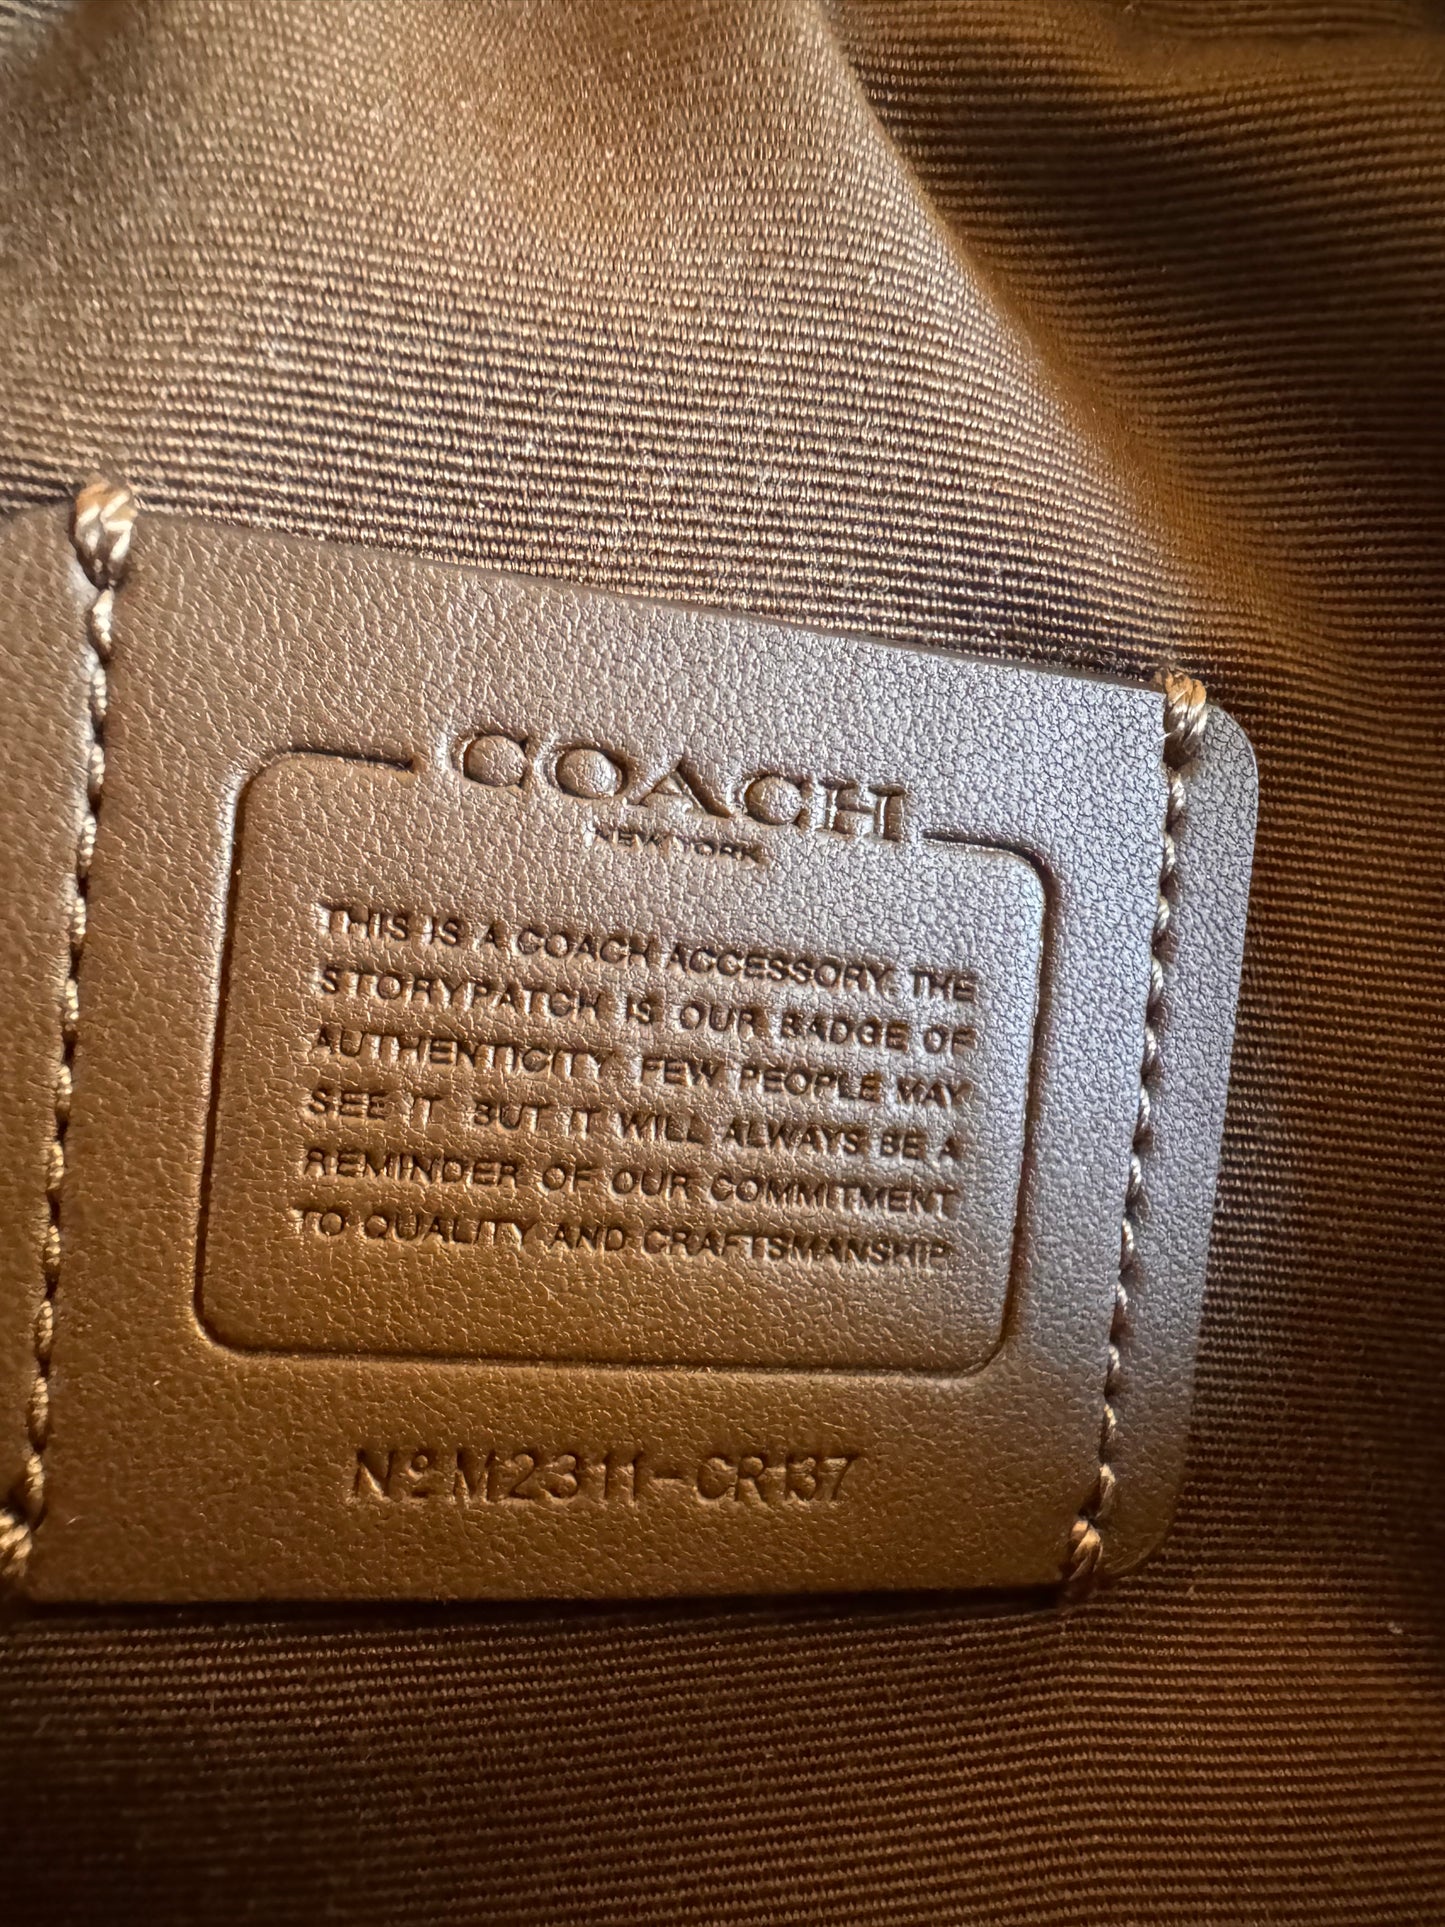 COACH
NEW YORK
THIS IS A COACH ACCESSORY. THE
STORYPATCH IS OUR BADGE OF
AUTHENTICITY. FEW PEOPLE MAY
SEE IT. BUT IT WILL ALWAYS BE A
REMINDER OF OUR COMMITMENT
TO QUALITY AND CRAFTSMANSHIP.
Nº M2311-CR137